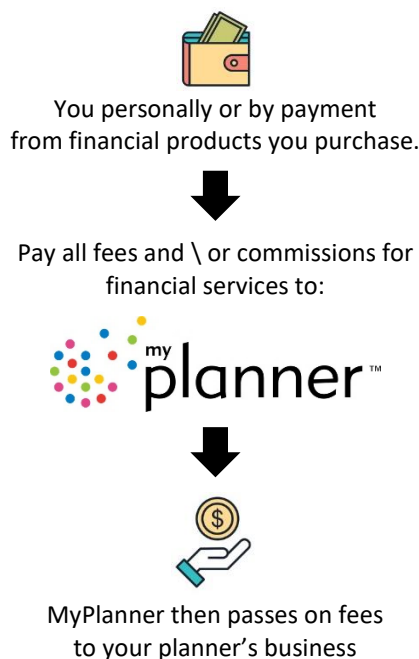 You personally or by payment
from financial products you purchase.
Pay all fees and \ or commissions for
financial services to:
my
planner™
$
MyPlanner then passes on fees
to your planner’s business